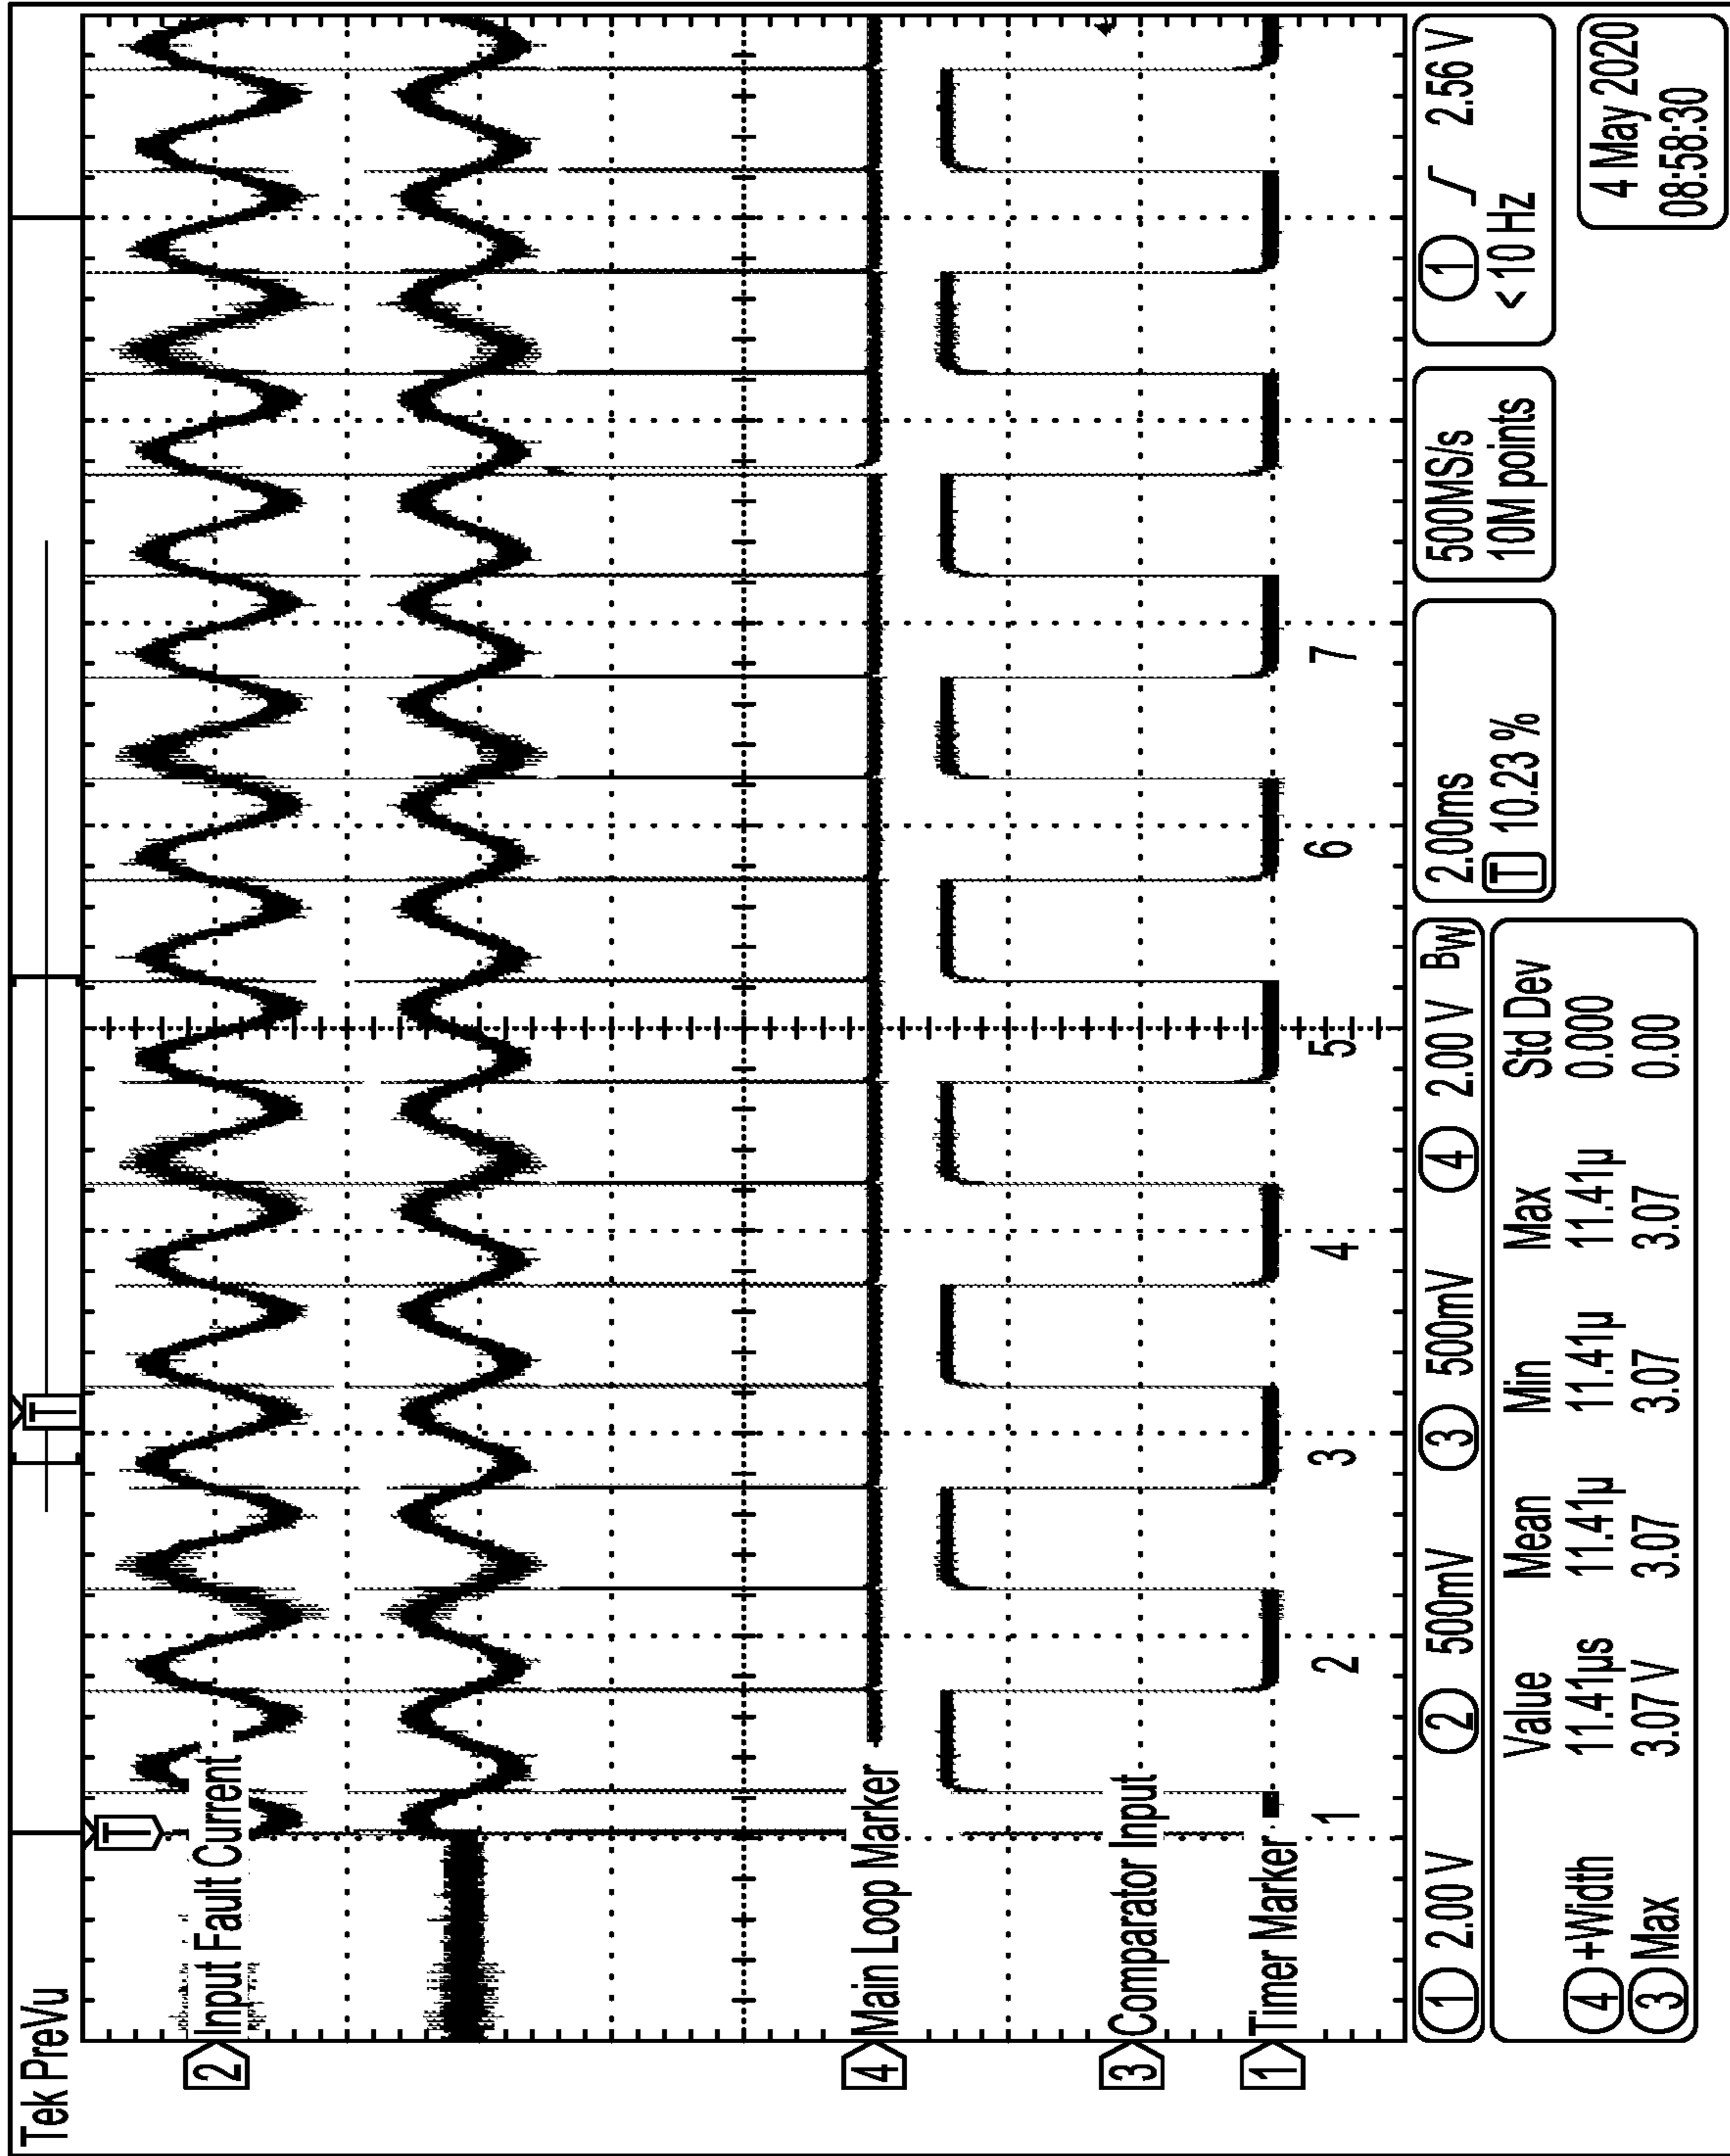 Tek PreVu
T
T
2 Input Fault Current
4 Main Loop Marker
3 Comparator Input
1 Timer Marker
1 2 3 4 5 6 7
1 2.00 V 2 500mV 3 500mV 4 2.00 V Bw
Value Mean Min Max Std Dev
4 +Width 11.41µs 11.41µ 11.41µ 11.41µ 0.000
3 Max 3.07 V 3.07 3.07 3.07 0.00
2.00ms
T 10.23 %
500MS/s
10M points
1 2.56 V
< 10 Hz
4 May 2020
08:58:30